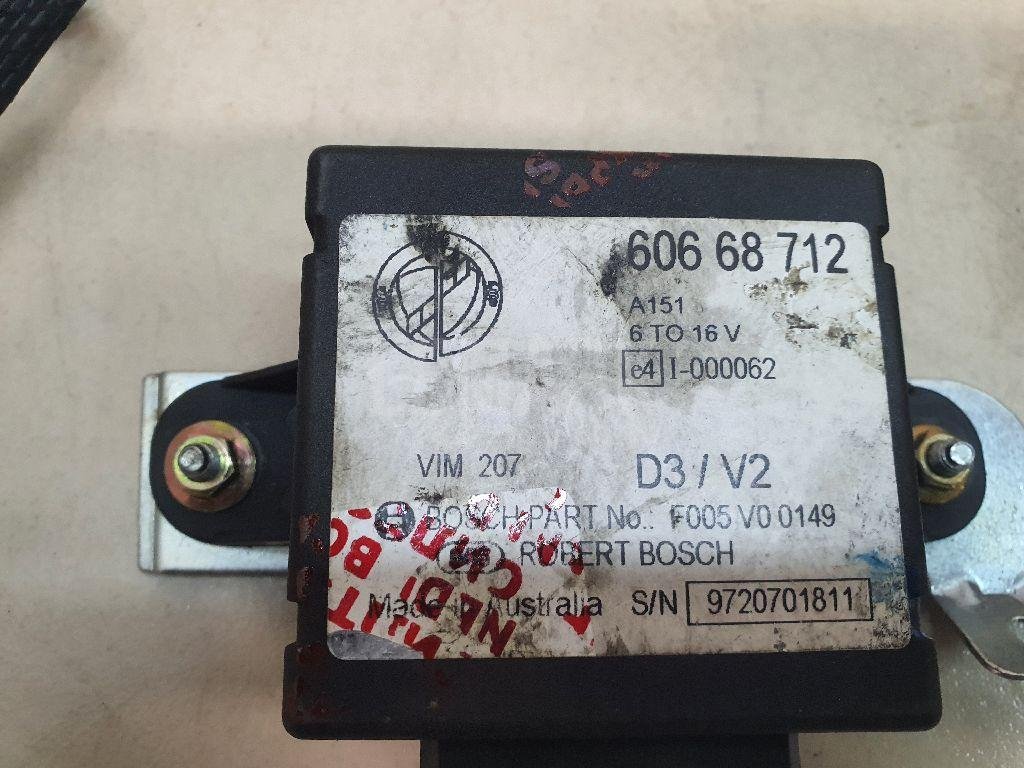 606 68 712
A151
6 TO 16 V
e4 I-000062
VIM 207 D3 / V2
BOSCH PART No.: F005 V0 0149
ROBERT BOSCH
Made in Australia S/N 9720701811